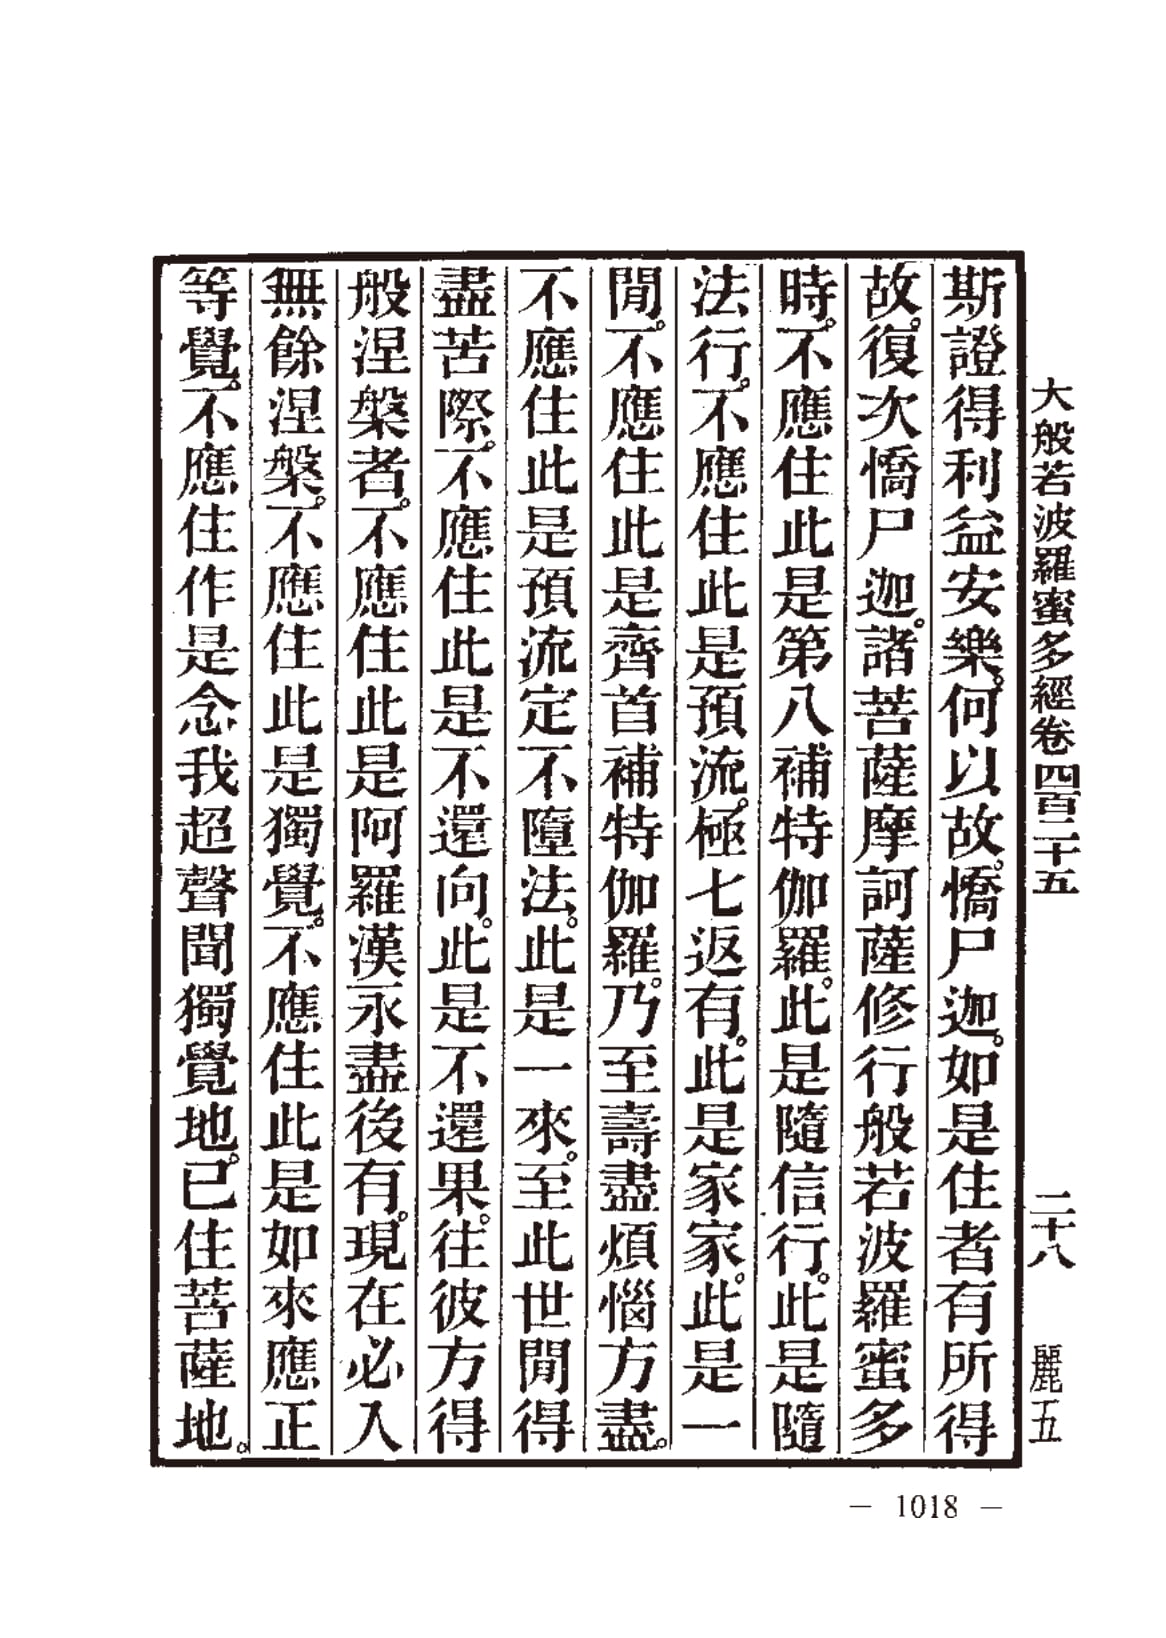 大般若波羅蜜多經卷四百二十五 二十八 麗五
斯證得利益安樂。何以故。憍尸迦。如是住者有所得
故。復次憍尸迦。諸菩薩摩訶薩修行般若波羅蜜多
時。不應住此是第八補特伽羅。此是隨信行。此是隨
法行。不應住此是預流。極七返有。此是家家。此是一
閒。不應住此是齊首補特伽羅。乃至壽盡煩惱方盡。
不應住此是預流定不墮法。此是一來。至此世閒得
盡苦際。不應住此是不還向。此是不還果。往彼方得
般涅槃者。不應住此是阿羅漢永盡後有。現在必入
無餘涅槃。不應住此是獨覺。不應住此是如來應正
等覺。不應住作是念我超聲聞獨覺地。已住菩薩地。
— 1018 —